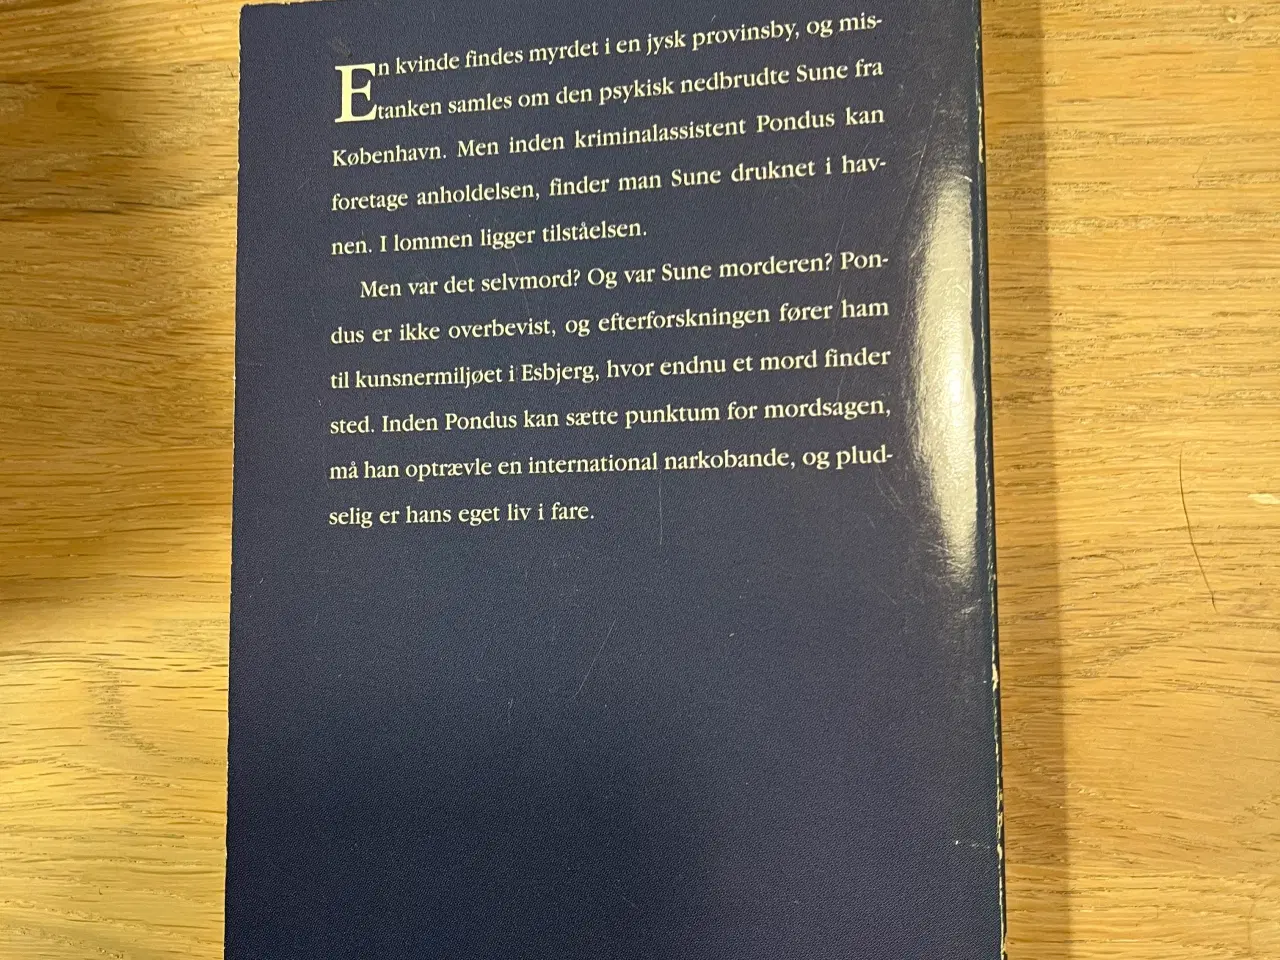 En kvinde findes myrdet i en jysk provinsby, og mis-
tanken samles om den psykisk nedbrudte Sune fra
København. Men inden kriminalassistent Pondus kan
foretage anholdelsen, finder man Sune druknet i hav-
nen. I lommen ligger tilståelsen.
Men var det selvmord? Og var Sune morderen? Pon-
dus er ikke overbevist, og efterforskningen fører ham
til kunsnermiljøet i Esbjerg, hvor endnu et mord finder
sted. Inden Pondus kan sætte punktum for mordsagen,
må han optrævle en international narkobande, og plud-
selig er hans eget liv i fare.